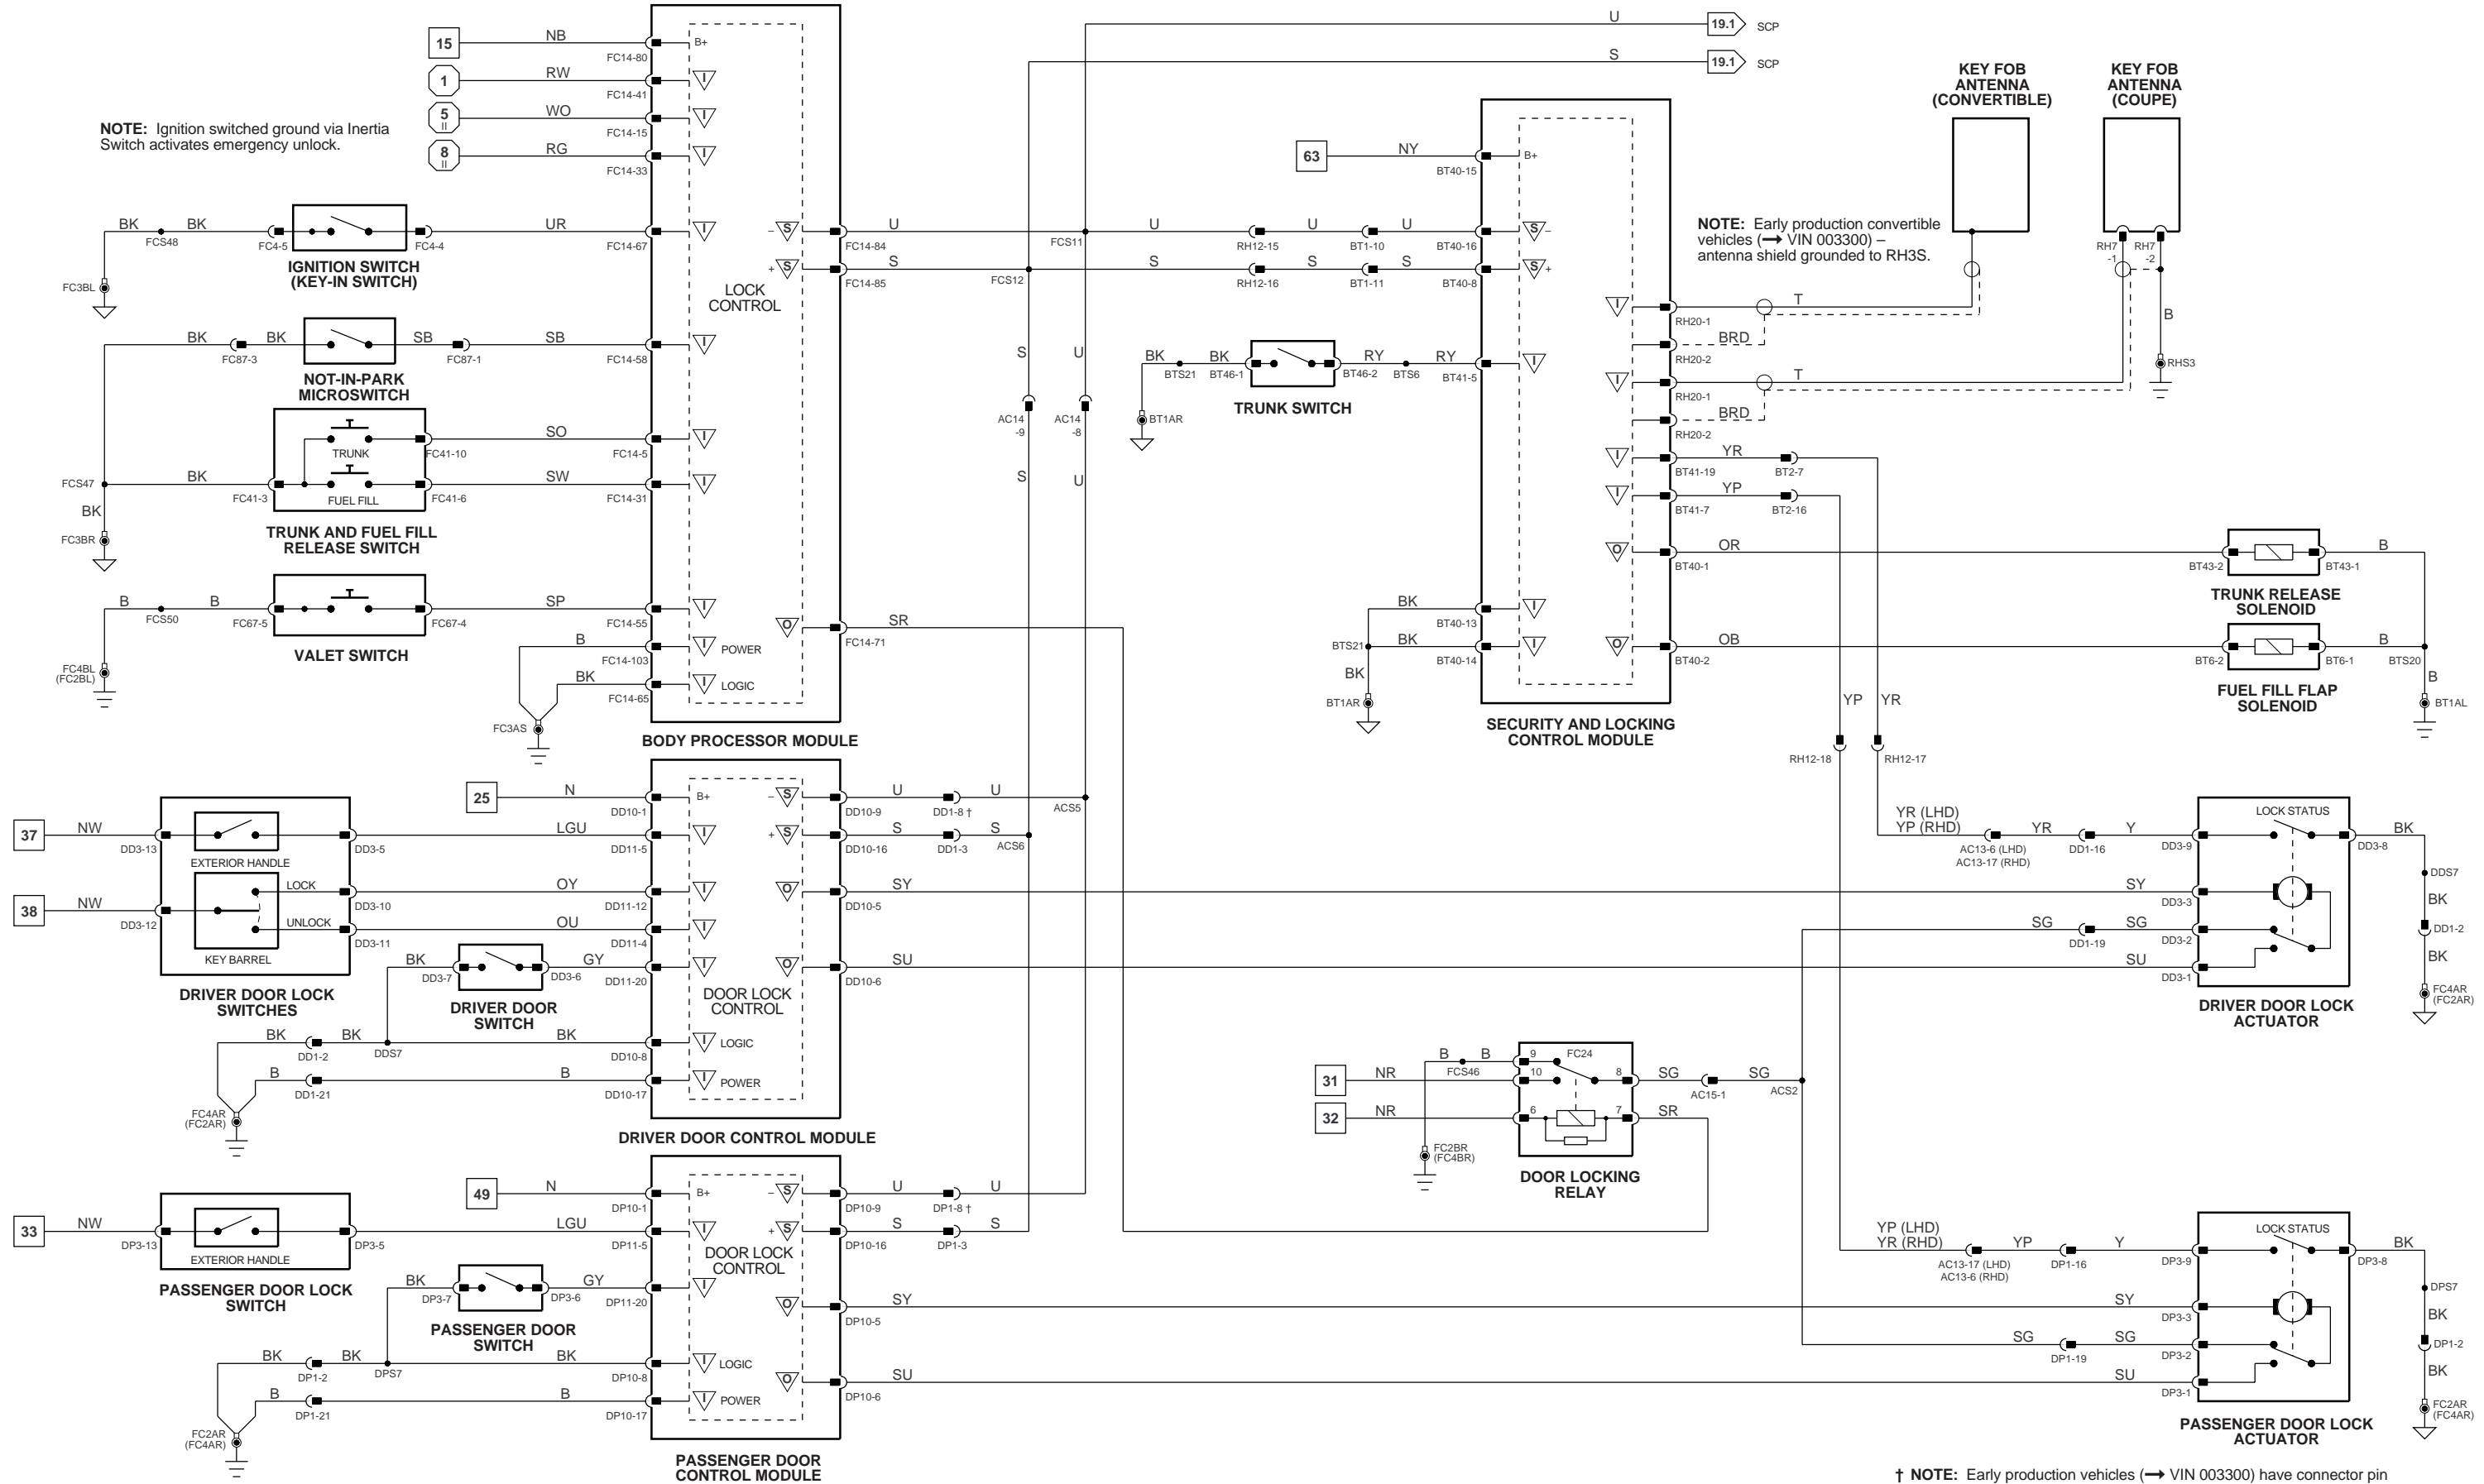 U
19.1
SCP
15
NB
FC14-80
B+
S
19.1
SCP
1
RW
FC14-41
I
KEY FOB
ANTENNA
(CONVERTIBLE)
KEY FOB
ANTENNA
(COUPE)
5
II
WO
FC14-15
I
NOTE: Ignition switched ground via Inertia
Switch activates emergency unlock.
8
II
RG
FC14-33
I
63
NY
BT40-15
B+
BK
FCS48
BK
FC4-5
FC4-4
UR
FC14-67
I
IGNITION SWITCH
(KEY-IN SWITCH)
FC3BL
– S
FC14-84
U
FCS11
U
RH12-15
U
BT1-10
U
BT40-16
S –
+ S
FC14-85
S
FCS12
S
RH12-16
S
BT1-11
S
BT40-8
S +
LOCK
CONTROL
NOTE: Early production convertible
vehicles (→ VIN 003300) –
antenna shield grounded to RH3S.
RH7
-1
RH7
-2
B
RHS3
I
RH20-1
T
BRD
RH20-2
I
RH20-1
T
BRD
RH20-2
BK
FC87-3
BK
SB
FC87-1
SB
FC14-58
I
NOT-IN-PARK
MICROSWITCH
S
U
AC14
-9
AC14
-8
S
U
BK
BTS21
BK
BT46-1
BT46-2
RY
BTS6
RY
BT41-5
I
TRUNK SWITCH
BT1AR
TRUNK
FC41-10
SO
FC14-5
I
FCS47
BK
FC41-3
FUEL FILL
FC41-6
SW
FC14-31
I
BK
FC3BR
TRUNK AND FUEL FILL
RELEASE SWITCH
I
BT41-19
YR
BT2-7
I
BT41-7
YP
BT2-16
O
BT40-1
OR
BT43-2
BT43-1
B
TRUNK RELEASE
SOLENOID
B
FCS50
B
FC67-5
FC67-4
SP
FC14-55
I
VALET SWITCH
FC4BL
(FC2BL)
O
FC14-71
SR
B
FC14-103
I
POWER
BK
FC14-65
I
LOGIC
FC3AS
BODY PROCESSOR MODULE
BK
BT40-13
I
BTS21
BK
BT40-14
I
BK
BT1AR
O
BT40-2
OB
BT6-2
BT6-1
B
BTS20
FUEL FILL FLAP
SOLENOID
B
BT1AL
SECURITY AND LOCKING
CONTROL MODULE
YP
YR
RH12-18
RH12-17
25
N
DD10-1
B+
– S
DD10-9
U
DD1-8 †
U
ACS5
37
NW
DD3-13
EXTERIOR HANDLE
DD3-5
LGU
DD11-5
I
+ S
DD10-16
S
DD1-3
S
ACS6
38
NW
DD3-12
LOCK
DD3-10
OY
DD11-12
I
UNLOCK
DD3-11
OU
DD11-4
I
KEY BARREL
DRIVER DOOR LOCK
SWITCHES
O
DD10-5
SY
BK
DD3-7
DD3-6
GY
DD11-20
I
O
DD10-6
SU
DRIVER DOOR
SWITCH
DOOR LOCK
CONTROL
BK
DD1-2
BK
DDS7
BK
DD10-8
I
LOGIC
B
DD1-21
B
DD10-17
I
POWER
FC4AR
(FC2AR)
DRIVER DOOR CONTROL MODULE
YR (LHD)
YP (RHD)
AC13-6 (LHD)
AC13-17 (RHD)
YR
DD1-16
Y
DD3-9
LOCK STATUS
DD3-8
BK
SY
DD3-3
SG
DD1-19
SG
DD3-2
SU
DD3-1
DDS7
BK
DD1-2
BK
FC4AR
(FC2AR)
DRIVER DOOR LOCK
ACTUATOR
31
NR
32
NR
B
FCS46
B
9
FC24
10
8
6
7
SG
AC15-1
SG
ACS2
SR
FC2BR
(FC4BR)
DOOR LOCKING
RELAY
49
N
DP10-1
B+
– S
DP10-9
U
DP1-8 †
U
33
NW
DP3-13
EXTERIOR HANDLE
DP3-5
LGU
DP11-5
I
+ S
DP10-16
S
DP1-3
S
PASSENGER DOOR LOCK
SWITCH
DOOR LOCK
CONTROL
BK
DP3-7
DP3-6
GY
DP11-20
I
O
DP10-5
SY
PASSENGER DOOR
SWITCH
BK
DP1-2
BK
DPS7
BK
DP10-8
I
LOGIC
O
DP10-6
SU
B
DP1-21
B
DP10-17
I
POWER
FC2AR
(FC4AR)
PASSENGER DOOR
CONTROL MODULE
YP (LHD)
YR (RHD)
AC13-17 (LHD)
AC13-6 (RHD)
YP
DP1-16
Y
DP3-9
LOCK STATUS
DP3-8
BK
SY
DP3-3
SG
DP1-19
SG
DP3-2
SU
DP3-1
DPS7
BK
DP1-2
BK
FC2AR
(FC4AR)
PASSENGER DOOR LOCK
ACTUATOR
† NOTE: Early production vehicles (→ VIN 003300) have connector pin